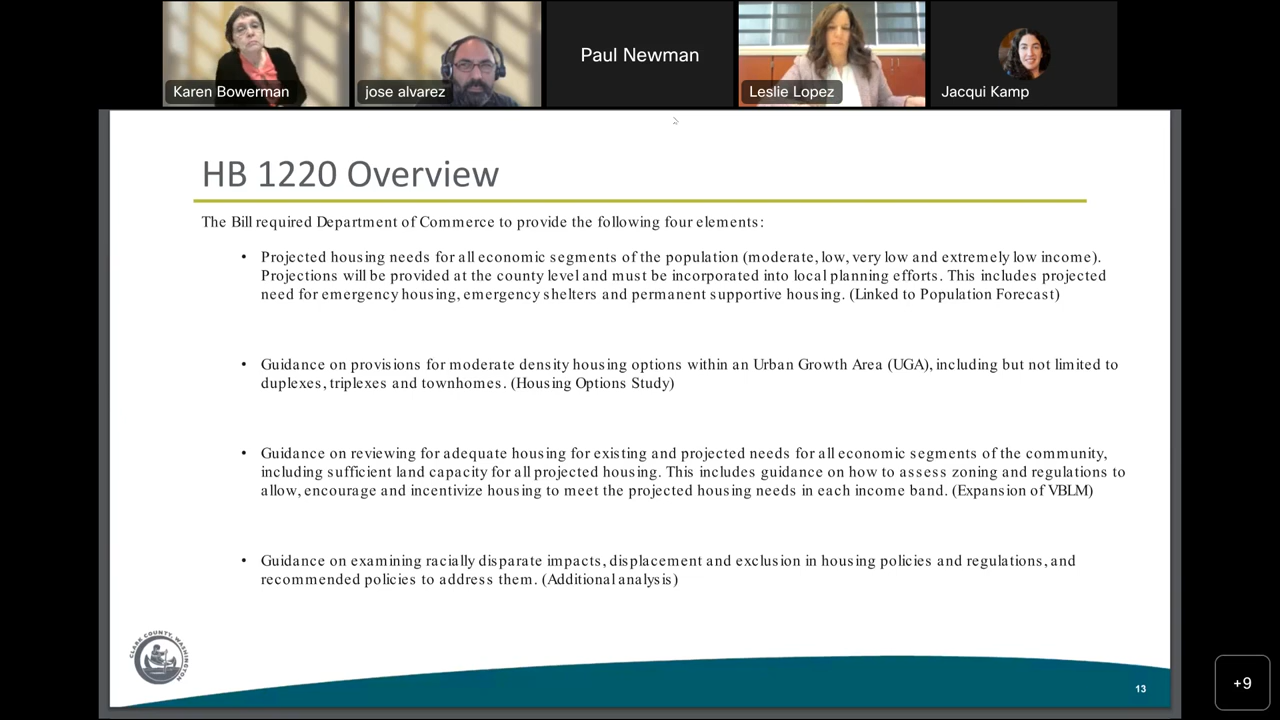 Karen Bowerman
jose alvarez
Paul Newman
Leslie Lopez
Jacqui Kamp
HB 1220 Overview
The Bill required Department of Commerce to provide the following four elements:
• Projected housing needs for all economic segments of the population (moderate, low, very low and extremely low income).
Projections will be provided at the county level and must be incorporated into local planning efforts. This includes projected
need for emergency housing, emergency shelters and permanent supportive housing. (Linked to Population Forecast)
• Guidance on provisions for moderate density housing options within an Urban Growth Area (UGA), including but not limited to
duplexes, triplexes and townhomes. (Housing Options Study)
• Guidance on reviewing for adequate housing for existing and projected needs for all economic segments of the community,
including sufficient land capacity for all projected housing. This includes guidance on how to assess zoning and regulations to
allow, encourage and incentivize housing to meet the projected housing needs in each income band. (Expansion of VBLM)
• Guidance on examining racially disparate impacts, displacement and exclusion in housing policies and regulations, and
recommended policies to address them. (Additional analysis)
CLARK COUNTY, WASHINGTON
13
+9